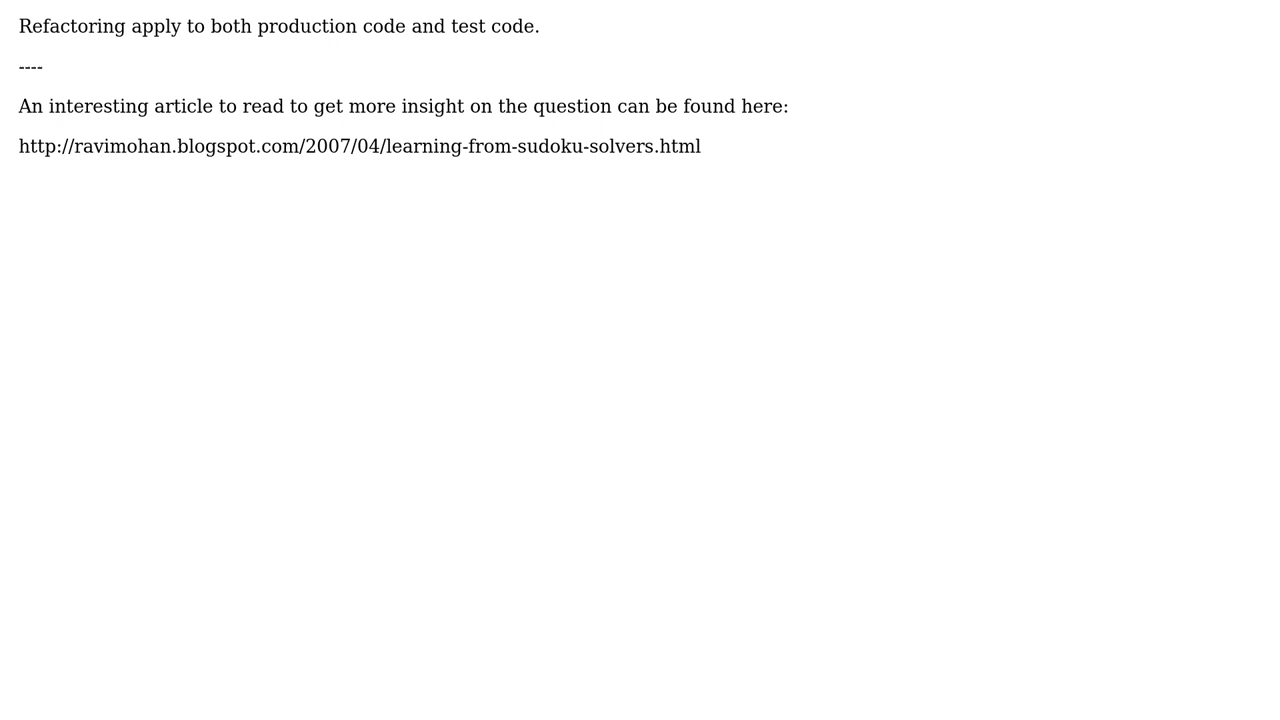 Refactoring apply to both production code and test code.
----
An interesting article to read to get more insight on the question can be found here:
http://ravimohan.blogspot.com/2007/04/learning-from-sudoku-solvers.html